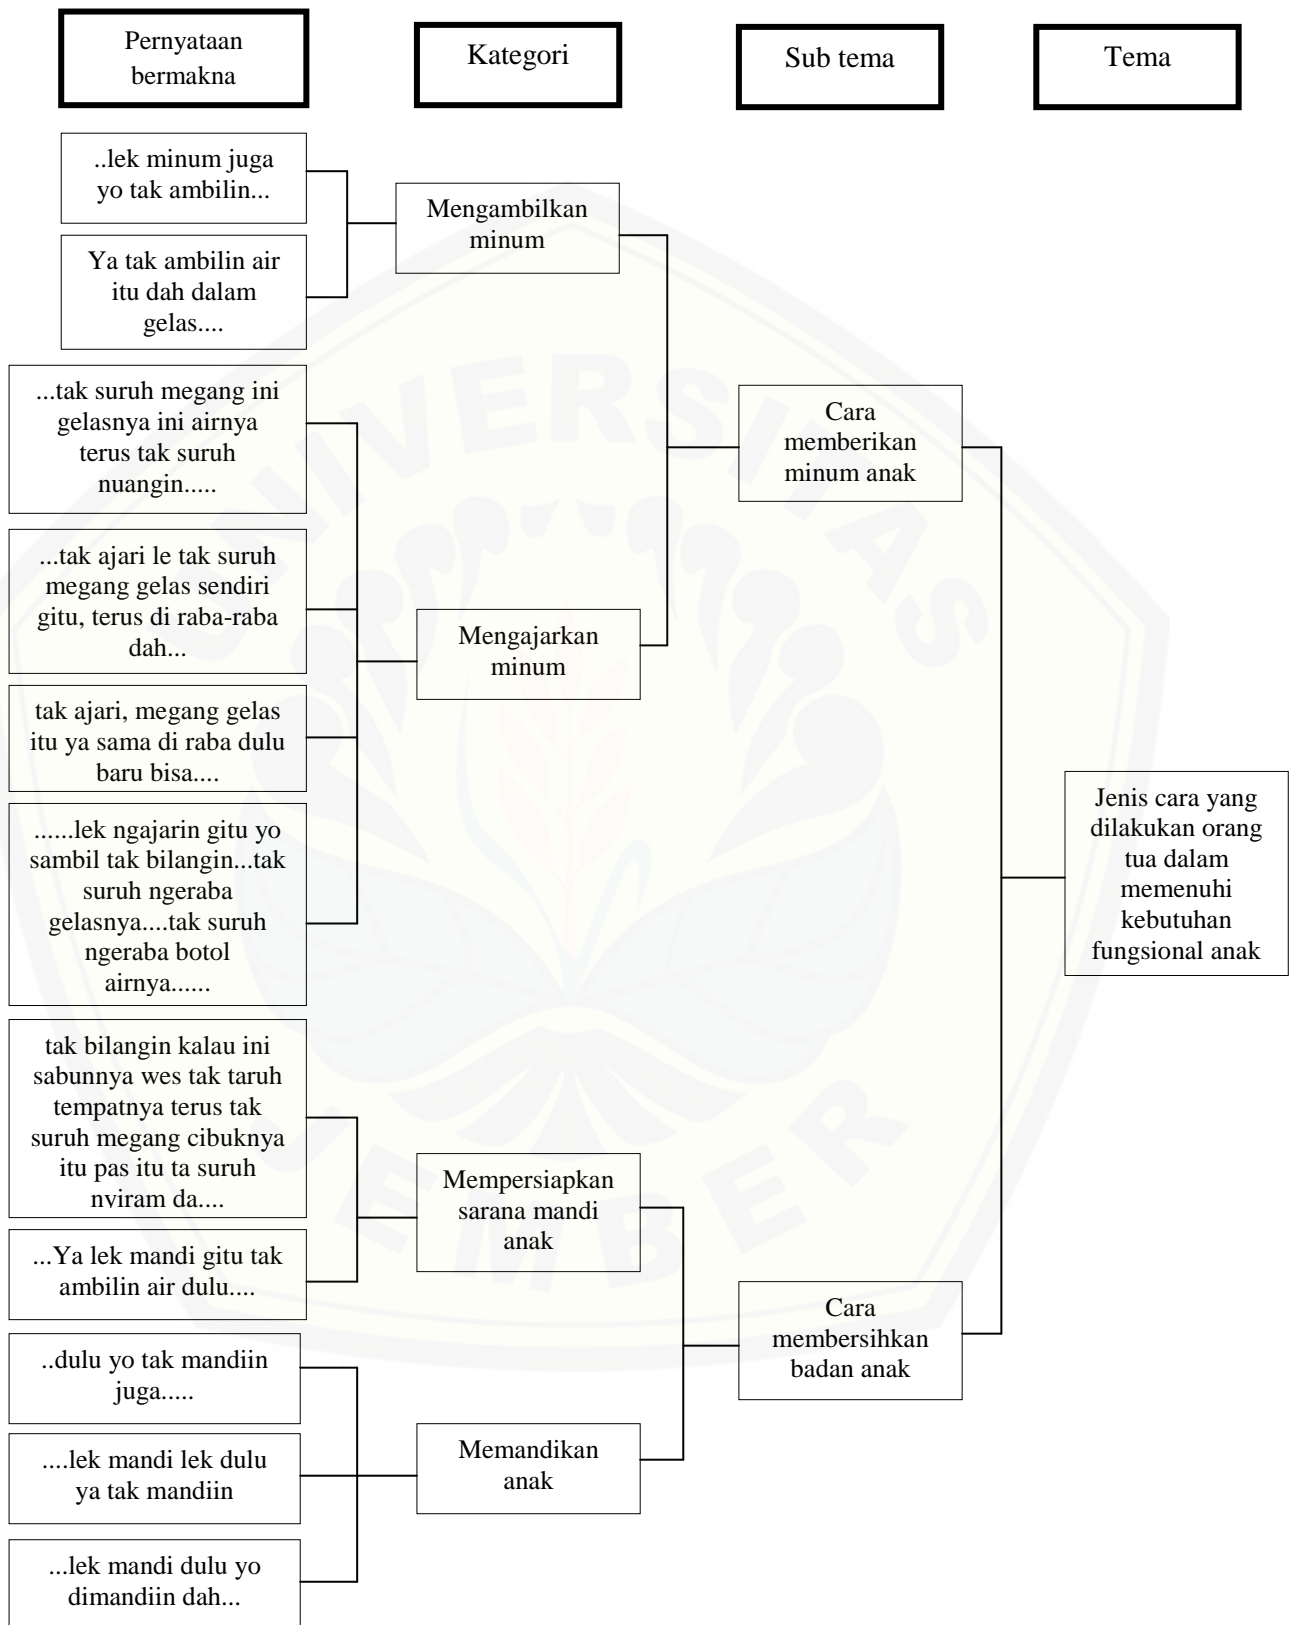 Pernyataan
bermakna
Kategori
Sub tema
Tema
..lek minum juga
yo tak ambilin...
Ya tak ambilin air
itu dah dalam
gelas....
...tak suruh megang ini
gelasnya ini airnya
terus tak suruh
nuangin.....
...tak ajari le tak suruh
megang gelas sendiri
gitu, terus di raba-raba
dah...
tak ajari, megang gelas
itu ya sama di raba dulu
baru bisa....
......lek ngajarin gitu yo
sambil tak bilangin...tak
suruh ngeraba
gelasnya....tak suruh
ngeraba botol
airnya......
tak bilangin kalau ini
sabunnya wes tak taruh
tempatnya terus tak
suruh megang cibuknya
itu pas itu ta suruh
nyiram da....
...Ya lek mandi gitu tak
ambilin air dulu....
..dulu yo tak mandiin
juga.....
....lek mandi lek dulu
ya tak mandiin
...lek mandi dulu yo
dimandiin dah...
Mengambilkan
minum
Mengajarkan
minum
Mempersiapkan
sarana mandi
anak
Memandikan
anak
Cara
memberikan
minum anak
Cara
membersihkan
badan anak
Jenis cara yang
dilakukan orang
tua dalam
memenuhi
kebutuhan
fungsional anak
UNIVERSITAS
JEMBER